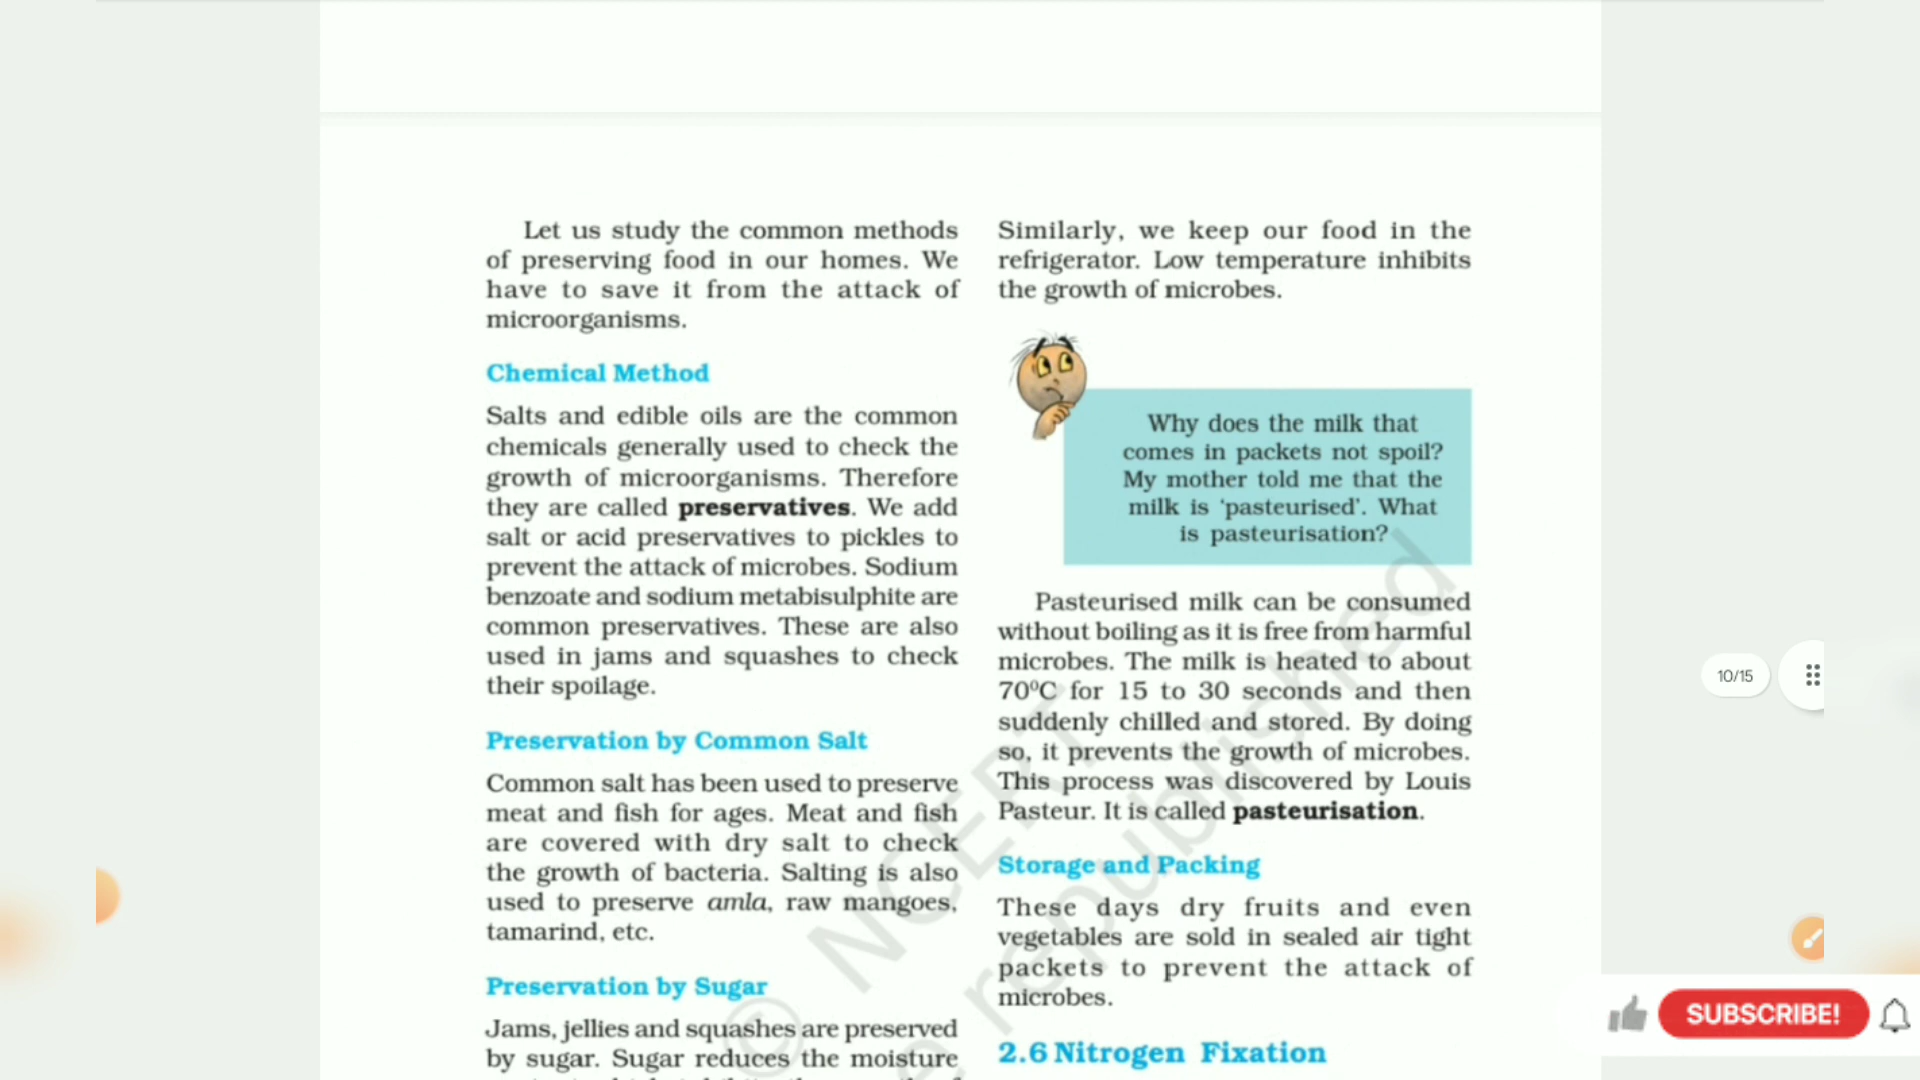 Let us study the common methods
of preserving food in our homes. We
have to save it from the attack of
microorganisms.
Chemical Method
Salts and edible oils are the common
chemicals generally used to check the
growth of microorganisms. Therefore
they are called preservatives. We add
salt or acid preservatives to pickles to
prevent the attack of microbes. Sodium
benzoate and sodium metabisulphite are
common preservatives. These are also
used in jams and squashes to check
their spoilage.
Preservation by Common Salt
Common salt has been used to preserve
meat and fish for ages. Meat and fish
are covered with dry salt to check
the growth of bacteria. Salting is also
used to preserve amla, raw mangoes,
tamarind, etc.
Preservation by Sugar
Jams, jellies and squashes are preserved
by sugar. Sugar reduces the moisture
Similarly, we keep our food in the
refrigerator. Low temperature inhibits
the growth of microbes.
Why does the milk that
comes in packets not spoil?
My mother told me that the
milk is ‘pasteurised’. What
is pasteurisation?
Pasteurised milk can be consumed
without boiling as it is free from harmful
microbes. The milk is heated to about
70⁰C for 15 to 30 seconds and then
suddenly chilled and stored. By doing
so, it prevents the growth of microbes.
This process was discovered by Louis
Pasteur. It is called pasteurisation.
Storage and Packing
These days dry fruits and even
vegetables are sold in sealed air tight
packets to prevent the attack of
microbes.
2.6 Nitrogen Fixation
© NCERT
republished
10/15
SUBSCRIBE!